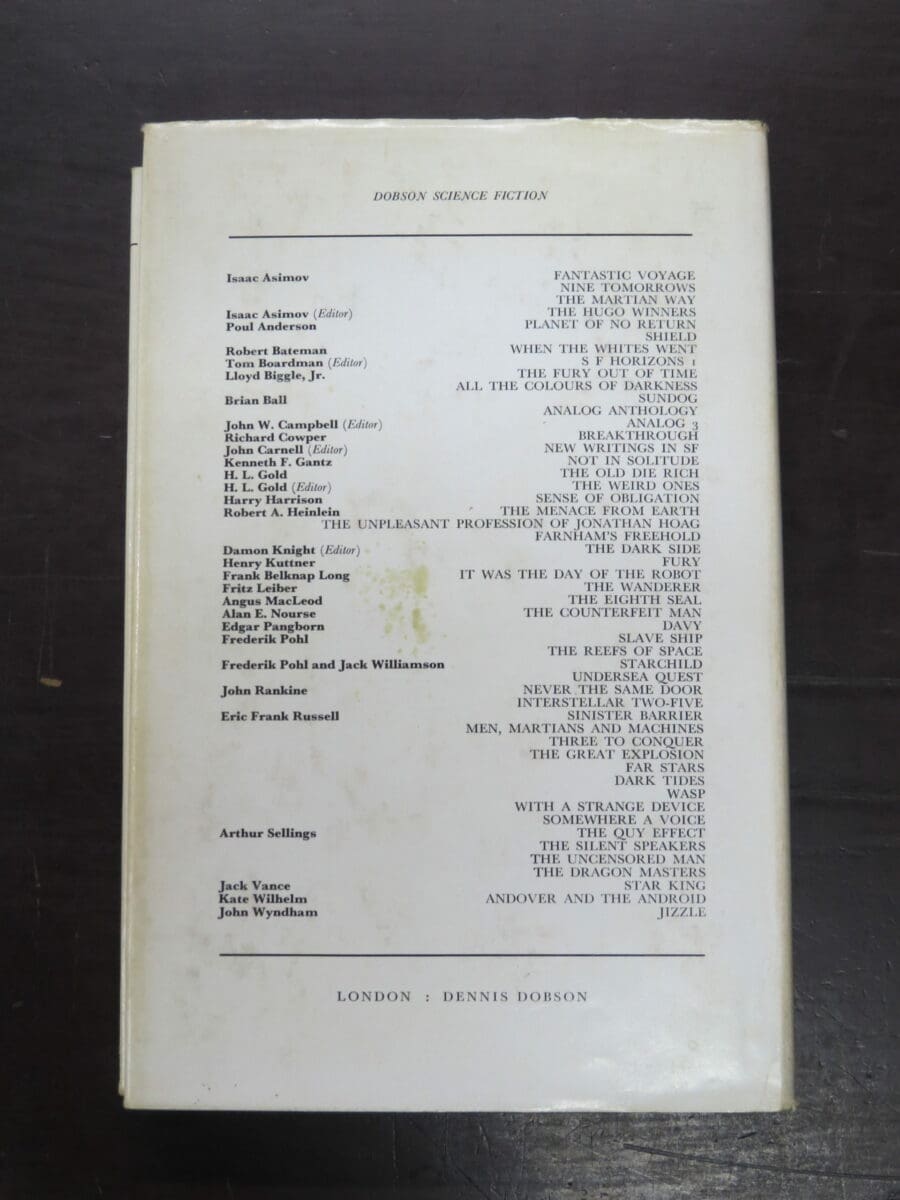 DOBSON SCIENCE FICTION
Isaac Asimov FANTASTIC VOYAGE
NINE TOMORROWS
THE MARTIAN WAY
Isaac Asimov (Editor) THE HUGO WINNERS
Poul Anderson PLANET OF NO RETURN
SHIELD
Robert Bateman WHEN THE WHITES WENT
Tom Boardman (Editor) S F HORIZONS 1
Lloyd Biggle, Jr. THE FURY OUT OF TIME
ALL THE COLOURS OF DARKNESS
Brian Ball SUNDOG
ANALOG ANTHOLOGY
John W. Campbell (Editor) ANALOG 3
Richard Cowper BREAKTHROUGH
John Carnell (Editor) NEW WRITINGS IN SF
Kenneth F. Gantz NOT IN SOLITUDE
H. L. Gold THE OLD DIE RICH
H. L. Gold (Editor) THE WEIRD ONES
Harry Harrison SENSE OF OBLIGATION
Robert A. Heinlein THE MENACE FROM EARTH
THE UNPLEASANT PROFESSION OF JONATHAN HOAG
FARNHAM'S FREEHOLD
Damon Knight (Editor) THE DARK SIDE
Henry Kuttner FURY
Frank Belknap Long IT WAS THE DAY OF THE ROBOT
Fritz Leiber THE WANDERER
Angus MacLeod THE EIGHTH SEAL
Alan E. Nourse THE COUNTERFEIT MAN
Edgar Pangborn DAVY
Frederik Pohl SLAVE SHIP
THE REEFS OF SPACE
Frederik Pohl and Jack Williamson STARCHILD
UNDERSEA QUEST
John Rankine NEVER THE SAME DOOR
INTERSTELLAR TWO-FIVE
Eric Frank Russell SINISTER BARRIER
MEN, MARTIANS AND MACHINES
THREE TO CONQUER
THE GREAT EXPLOSION
FAR STARS
DARK TIDES
WASP
WITH A STRANGE DEVICE
SOMEWHERE A VOICE
Arthur Sellings THE QUY EFFECT
THE SILENT SPEAKERS
THE UNCENSORED MAN
THE DRAGON MASTERS
Jack Vance STAR KING
Kate Wilhelm ANDOVER AND THE ANDROID
John Wyndham JIZZLE
LONDON : DENNIS DOBSON